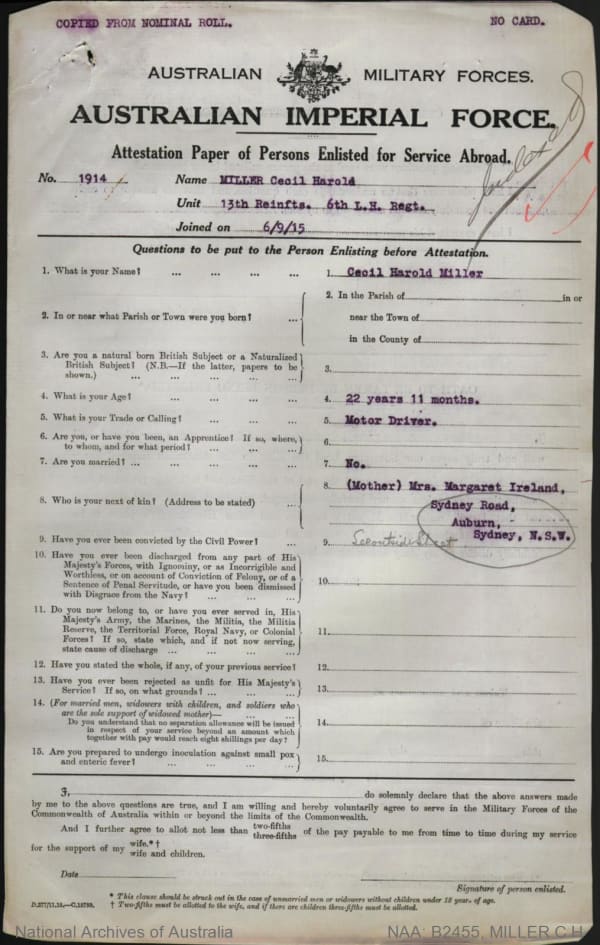 COPIED FROM NOMINAL ROLL.
NO CARD.
AUSTRALIAN MILITARY FORCES.
AUSTRALIAN IMPERIAL FORCE.
Attestation Paper of Persons Enlisted for Service Abroad.
Indexed
No. 1914 Name MILLER Cecil Harold
Unit 13th Reinfts. 6th L.H. Regt.
Joined on 6/9/15
Questions to be put to the Person Enlisting before Attestation.
1. What is your Name? ... ... ... ... 1. Cecil Harold Miller
2. In or near what Parish or Town were you born? ...
2. In the Parish of in or
near the Town of
in the County of
3. Are you a natural born British Subject or a Naturalized
British Subject? (N.B.—If the latter, papers to be
shown.) ... ... ... ... ...
3.
4. What is your Age? ... ... ... ... 4. 22 years 11 months.
5. What is your Trade or Calling? ... ... ... 5. Motor Driver.
6. Are you, or have you been, an Apprentice? If so, where,
to whom, and for what period? ... ... ...
6.
7. Are you married? ... ... ... ... ... 7. No.
8. Who is your next of kin? (Address to be stated) ...
8. (Mother) Mrs. Margaret Ireland,
Sydney Road,
Auburn,
Sydney, N.S.W.
9. Have you ever been convicted by the Civil Power? ... 9.
10. Have you ever been discharged from any part of His
Majesty's Forces, with Ignominy, or as Incorrigible and
Worthless, or on account of Conviction of Felony, or of a
Sentence of Penal Servitude, or have you been dismissed
with Disgrace from the Navy? ... ... ...
10.
11. Do you now belong to, or have you ever served in, His
Majesty's Army, the Marines, the Militia, the Militia
Reserve, the Territorial Force, Royal Navy, or Colonial
Forces? If so, state which, and if not now serving,
state cause of discharge ... ... ... ...
11.
12. Have you stated the whole, if any, of your previous service? 12.
13. Have you ever been rejected as unfit for His Majesty's
Service? If so, on what grounds? ... ... ...
13.
14. (For married men, widowers with children, and soldiers who
are the sole support of widowed mother)— ... ...
Do you understand that no separation allowance will be issued
in respect of your service beyond an amount which
together with pay would reach eight shillings per day?
14.
15. Are you prepared to undergo inoculation against small pox
and enteric fever? ... ... ... ...
15.
I, do solemnly declare that the above answers made
by me to the above questions are true, and I am willing and hereby voluntarily agree to serve in the Military Forces of the
Commonwealth of Australia within or beyond the limits of the Commonwealth.
And I further agree to allot not less than two-fifths three-fifths of the pay payable to me from time to time during my service
for the support of my wife.*† wife and children.
Date
Signature of person enlisted.
* This clause should be struck out in the case of unmarried men or widowers without children under 18 year. of age.
† Two-fifths must be allotted to the wife, and if there are children three-fifths must be allotted.
National Archives of Australia
NAA: B2455, MILLER C H